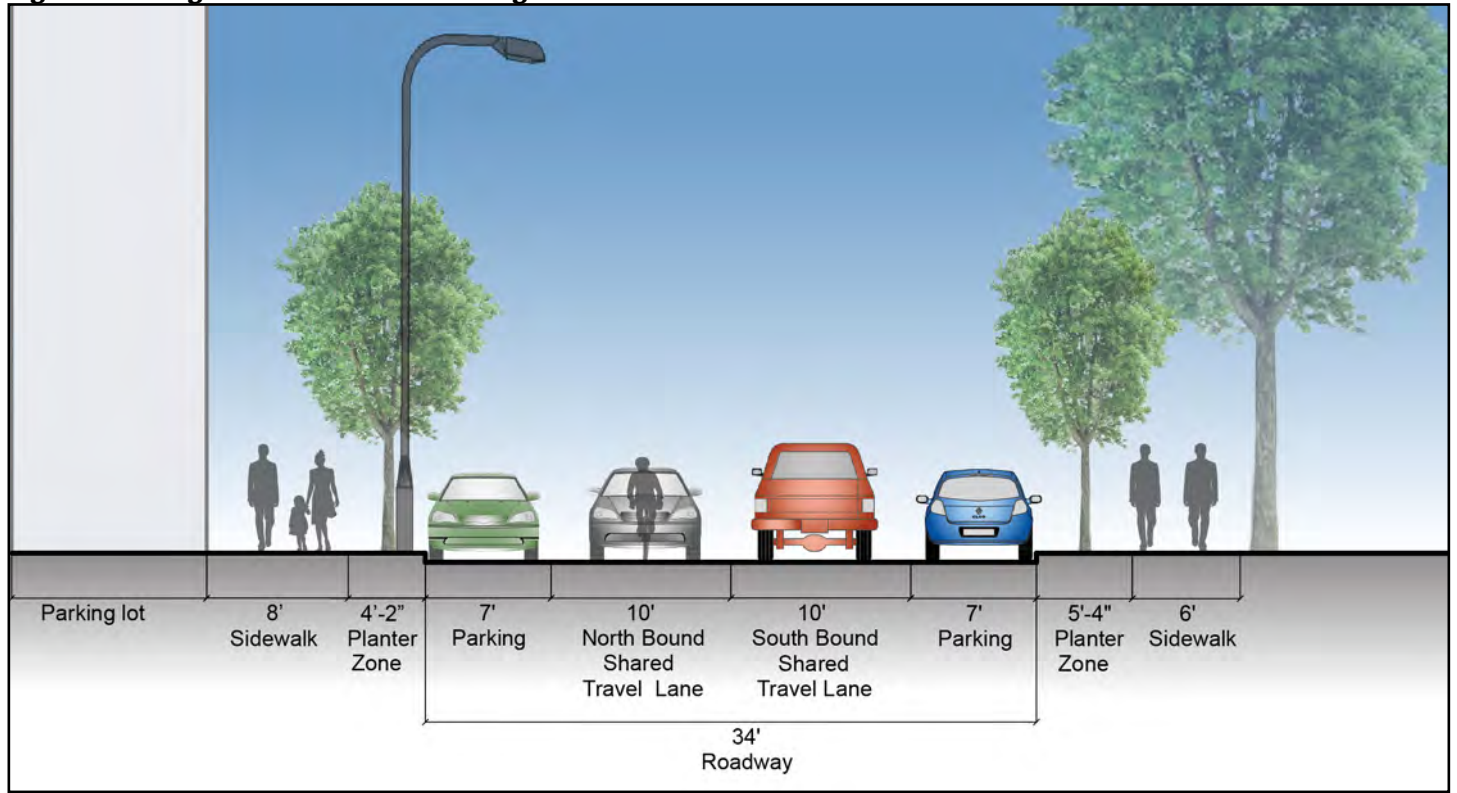 Parking lot
8'
Sidewalk
4'-2"
Planter
Zone
7'
Parking
10'
North Bound
Shared
Travel Lane
10'
South Bound
Shared
Travel Lane
7'
Parking
5'-4"
Planter
Zone
6'
Sidewalk
34'
Roadway